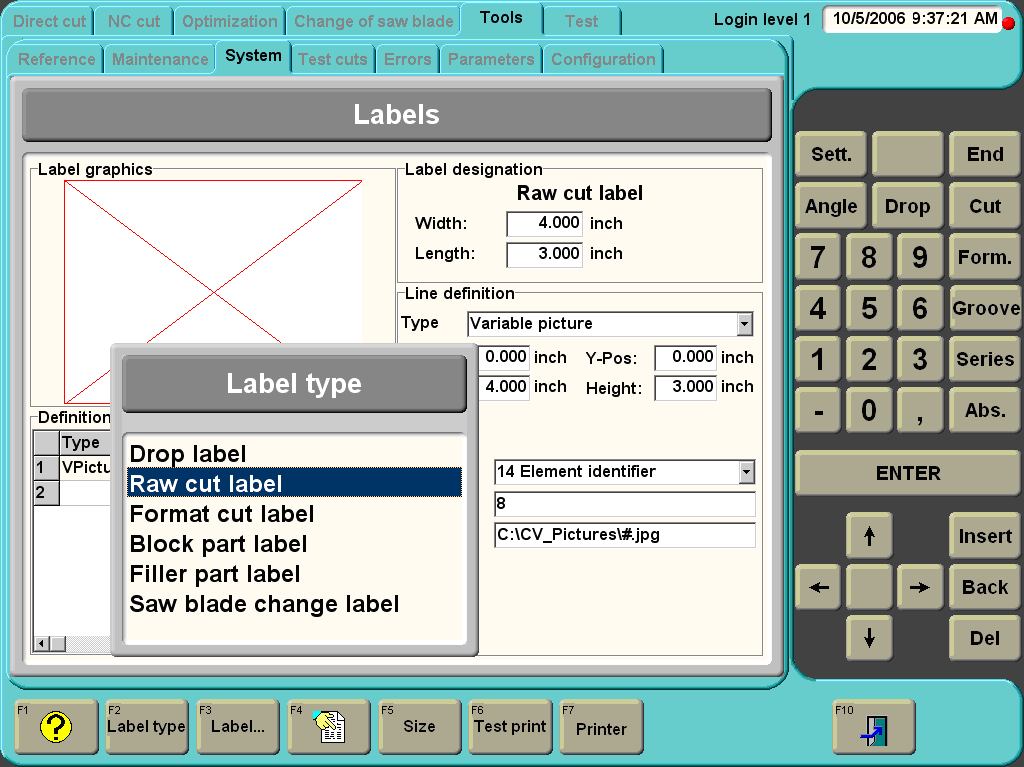 Direct cut NC cut Optimization Change of saw blade Tools Test Login level 1 10/5/2006 9:37:21 AM
Reference Maintenance System Test cuts Errors Parameters Configuration
Labels
Label graphics
Label designation
Raw cut label
Width: 4.000 inch
Length: 3.000 inch
Line definition
Type Variable picture
0.000 inch Y-Pos: 0.000 inch
4.000 inch Height: 3.000 inch
14 Element identifier
8
C:\CV_Pictures\#.jpg
Definition
Type
1 VPictu
2
Label type
Drop label
Raw cut label
Format cut label
Block part label
Filler part label
Saw blade change label
Sett. End
Angle Drop Cut
7 8 9 Form.
4 5 6 Groove
1 2 3 Series
- 0 , Abs.
ENTER
↑ Insert
← → Back
↓ Del
F1 ?
F2 Label type
F3 Label...
F4
F5 Size
F6 Test print
F7 Printer
F10